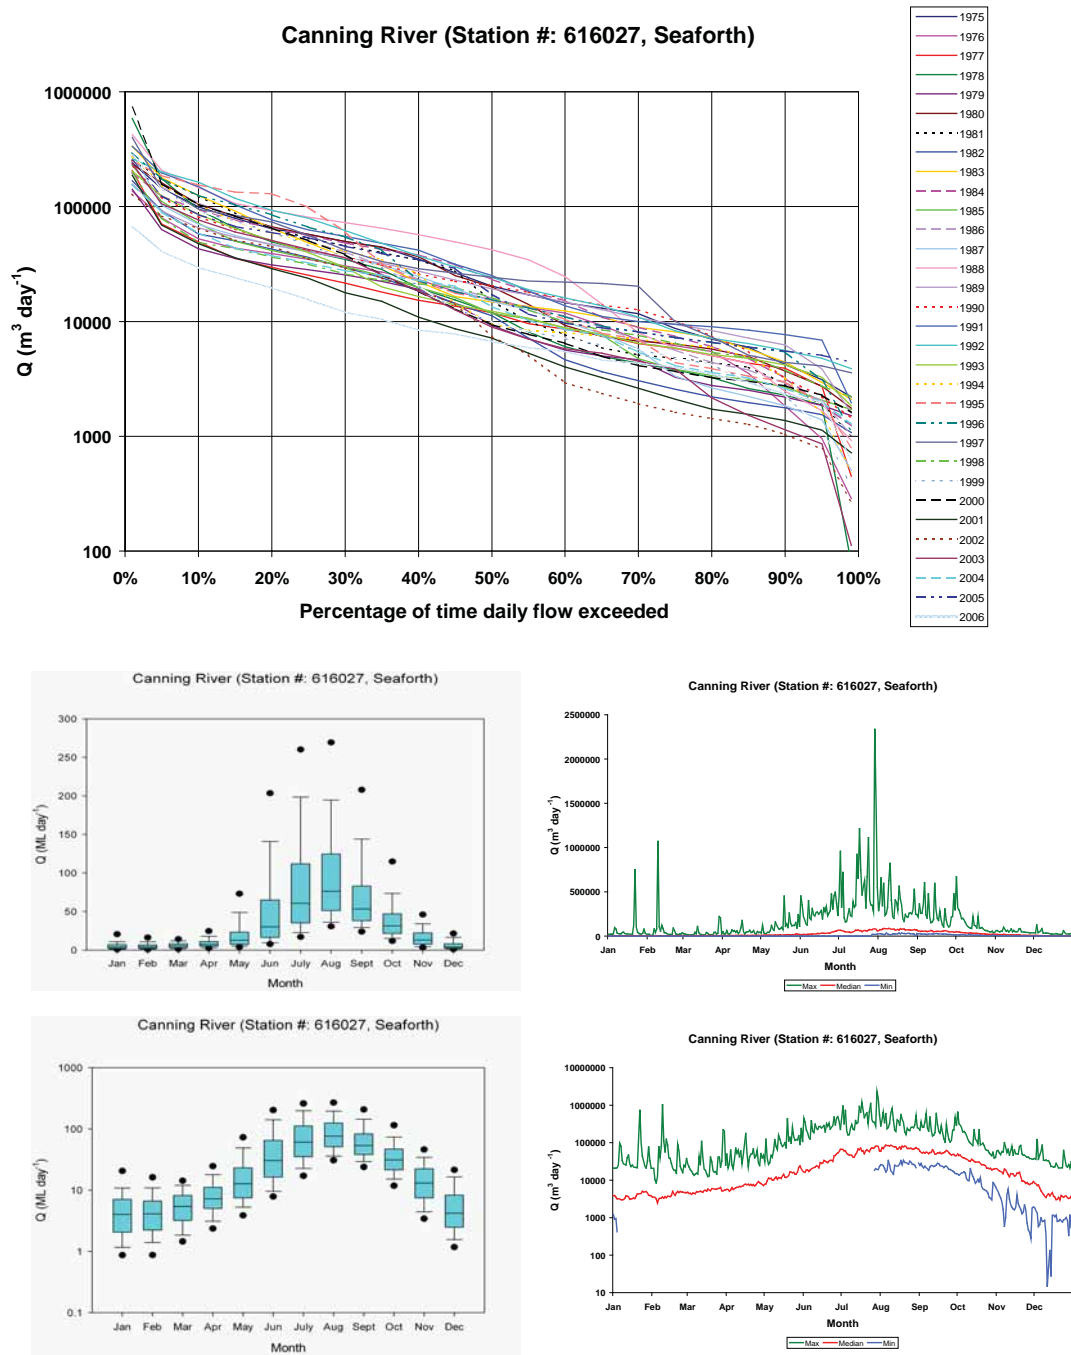 Canning River (Station #: 616027, Seaforth)
1000000
100000
10000
1000
100
Q (m³ day⁻¹)
0% 10% 20% 30% 40% 50% 60% 70% 80% 90% 100%
Percentage of time daily flow exceeded
1975
1976
1977
1978
1979
1980
1981
1982
1983
1984
1985
1986
1987
1988
1989
1990
1991
1992
1993
1994
1995
1996
1997
1998
1999
2000
2001
2002
2003
2004
2005
2006
Canning River (Station #: 616027, Seaforth)
300
250
200
150
100
50
0
Q (ML day⁻¹)
Jan Feb Mar Apr May Jun July Aug Sept Oct Nov Dec
Month
Canning River (Station #: 616027, Seaforth)
2500000
2000000
1500000
1000000
500000
0
Q (m³ day⁻¹)
Jan Feb Mar Apr May Jun Jul Aug Sep Oct Nov Dec
Month
Max Median Min
Canning River (Station #: 616027, Seaforth)
1000
100
10
1
0.1
Q (ML day⁻¹)
Jan Feb Mar Apr May Jun July Aug Sept Oct Nov Dec
Month
Canning River (Station #: 616027, Seaforth)
10000000
1000000
100000
10000
1000
100
10
Q (m³ day⁻¹)
Jan Feb Mar Apr May Jun Jul Aug Sep Oct Nov Dec
Month
Max Median Min